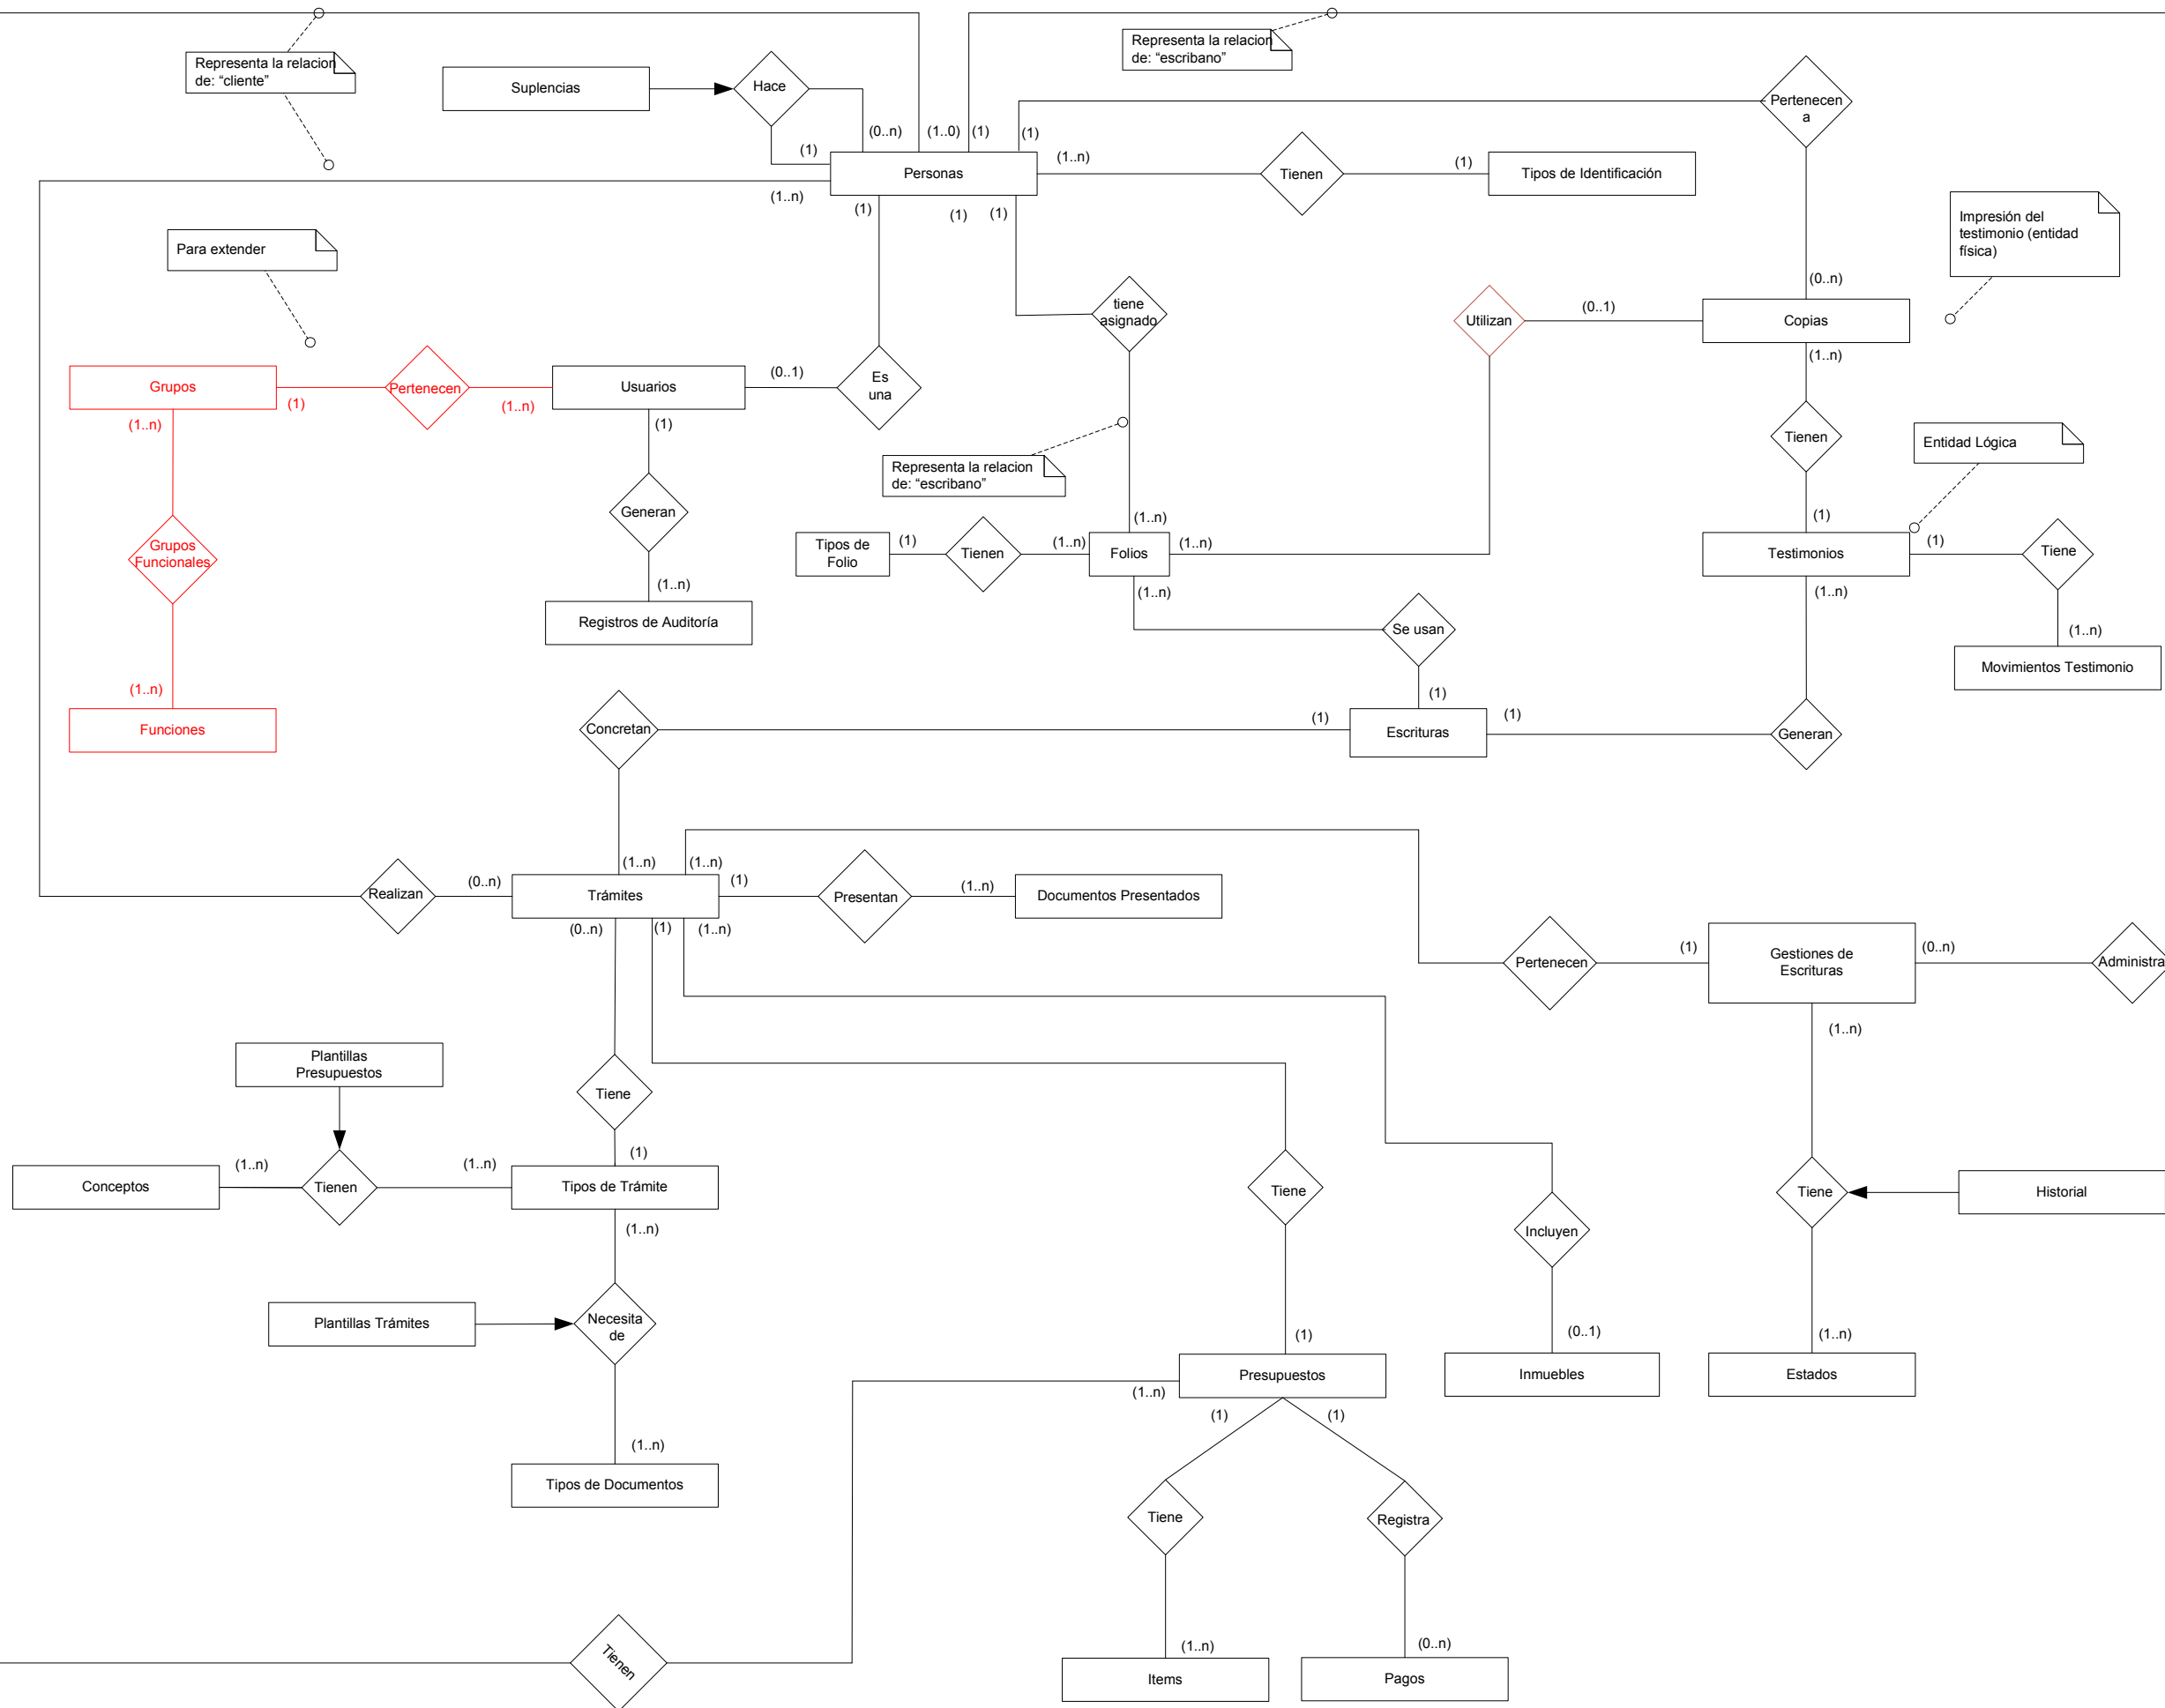 Representa la relacion
de: “cliente”
Suplencias
Hace
Representa la relacion
de: “escribano”
Pertenecen
a
(0..n)
(1..0)
(1)
(1)
(1)
(1..n)
Personas
Tienen
(1)
Tipos de Identificación
(1..n)
(1)
(1)
(1)
Para extender
Impresión del
testimonio (entidad
física)
tiene
asignado
(0..n)
Utilizan
(0..1)
Copias
(1..n)
Grupos
(1)
Pertenecen
(1..n)
Usuarios
(0..1)
Es
una
(1..n)
(1)
Tienen
Entidad Lógica
Representa la relacion
de: “escribano”
Generan
(1..n)
(1)
Grupos
Funcionales
Tipos de
Folio
(1)
Tienen
(1..n)
Folios
(1..n)
Testimonios
(1)
Tiene
(1..n)
(1..n)
(1..n)
Registros de Auditoría
Se usan
(1..n)
Movimientos Testimonio
(1..n)
(1)
Funciones
Concretan
(1)
Escrituras
(1)
Generan
(1..n)
(1..n)
Realizan
(0..n)
Trámites
(1)
Presentan
(1..n)
Documentos Presentados
(0..n)
(1)
(1..n)
Pertenecen
(1)
Gestiones de
Escrituras
(0..n)
Administra
(1..n)
Plantillas
Presupuestos
Tiene
(1)
(1..n)
(1..n)
Conceptos
Tienen
Tipos de Trámite
Tiene
Tiene
Historial
(1..n)
Incluyen
Plantillas Trámites
Necesita
de
(1)
(0..1)
(1..n)
Presupuestos
Inmuebles
Estados
(1..n)
(1)
(1)
(1..n)
Tipos de Documentos
Tiene
Registra
Tienen
(1..n)
(0..n)
Items
Pagos